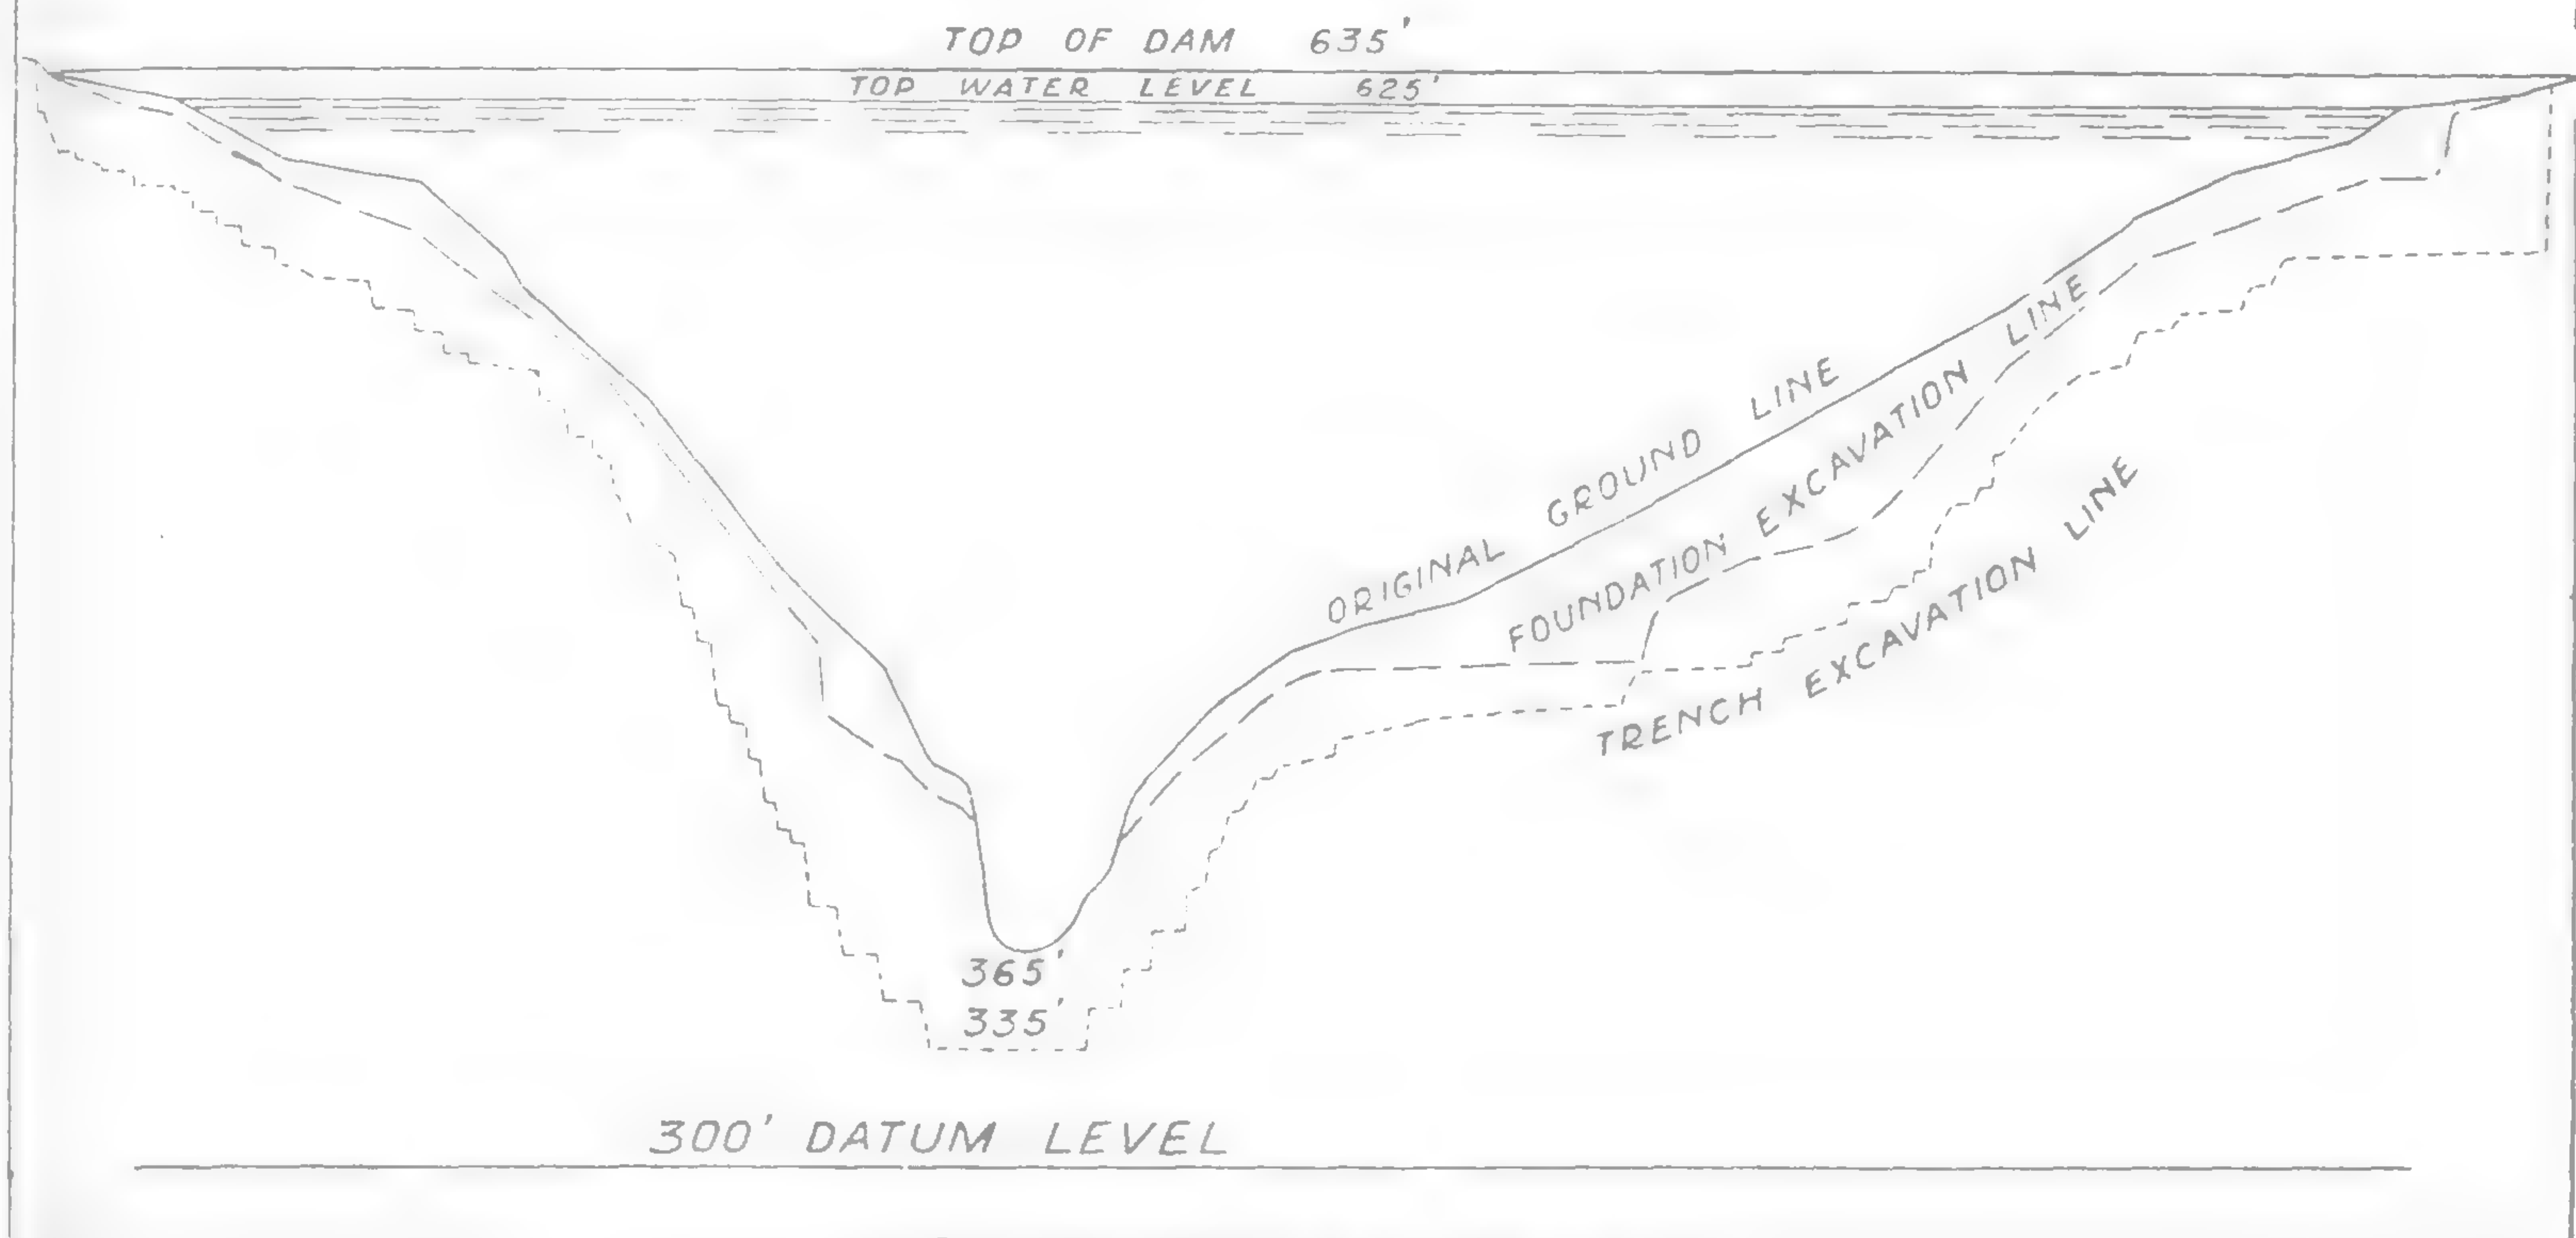 TOP OF DAM 635'
TOP WATER LEVEL 625'
ORIGINAL GROUND LINE
FOUNDATION EXCAVATION LINE
TRENCH EXCAVATION LINE
365'
335'
300' DATUM LEVEL